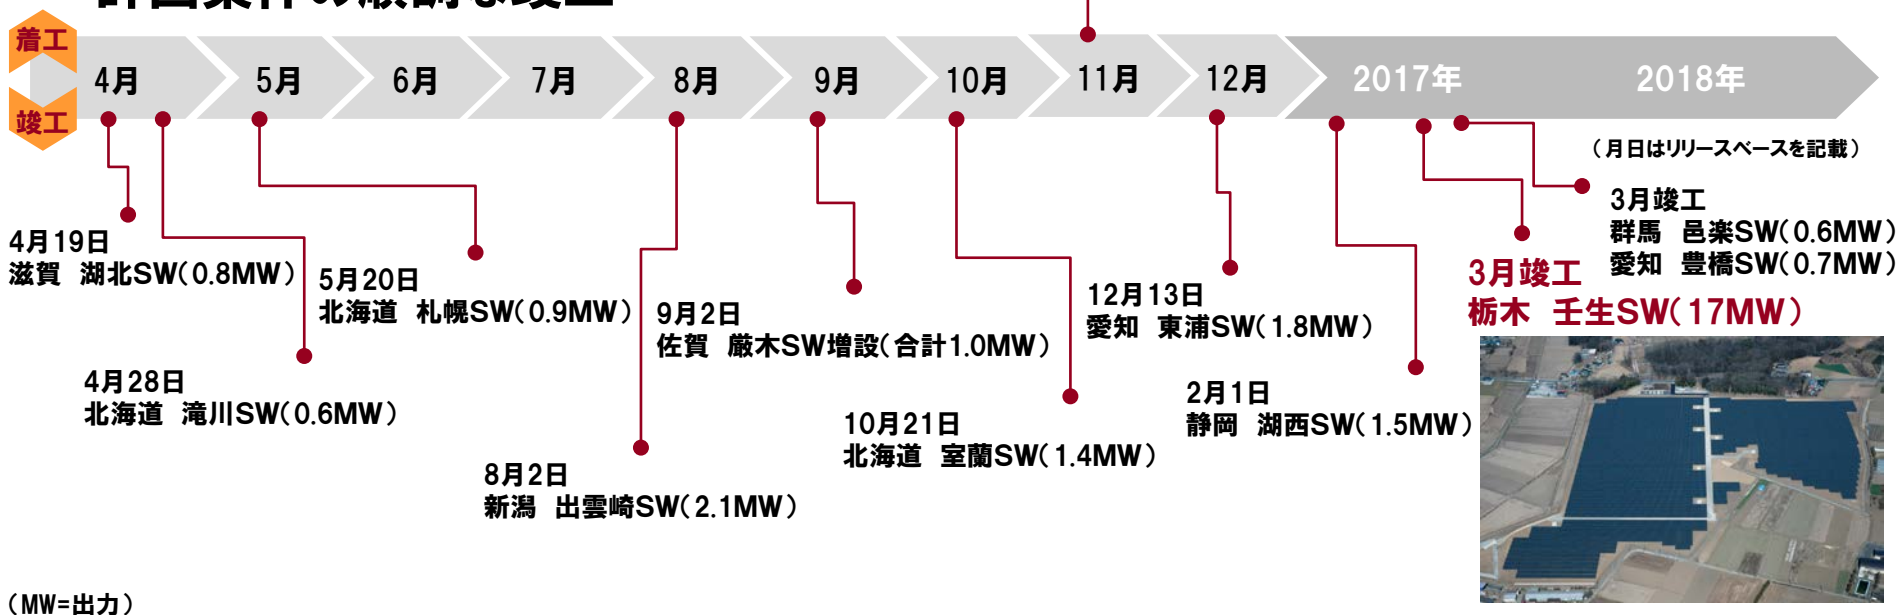 着工
竣工
4月
5月
6月
7月
8月
9月
10月
11月
12月
2017年
2018年
(月日はリリースベースを記載)
4月19日
滋賀 湖北SW(0.8MW)
4月28日
北海道 滝川SW(0.6MW)
5月20日
北海道 札幌SW(0.9MW)
8月2日
新潟 出雲崎SW(2.1MW)
9月2日
佐賀 厳木SW増設(合計1.0MW)
10月21日
北海道 室蘭SW(1.4MW)
12月13日
愛知 東浦SW(1.8MW)
2月1日
静岡 湖西SW(1.5MW)
3月竣工
栃木 壬生SW(17MW)
3月竣工
群馬 邑楽SW(0.6MW)
愛知 豊橋SW(0.7MW)
(MW=出力)